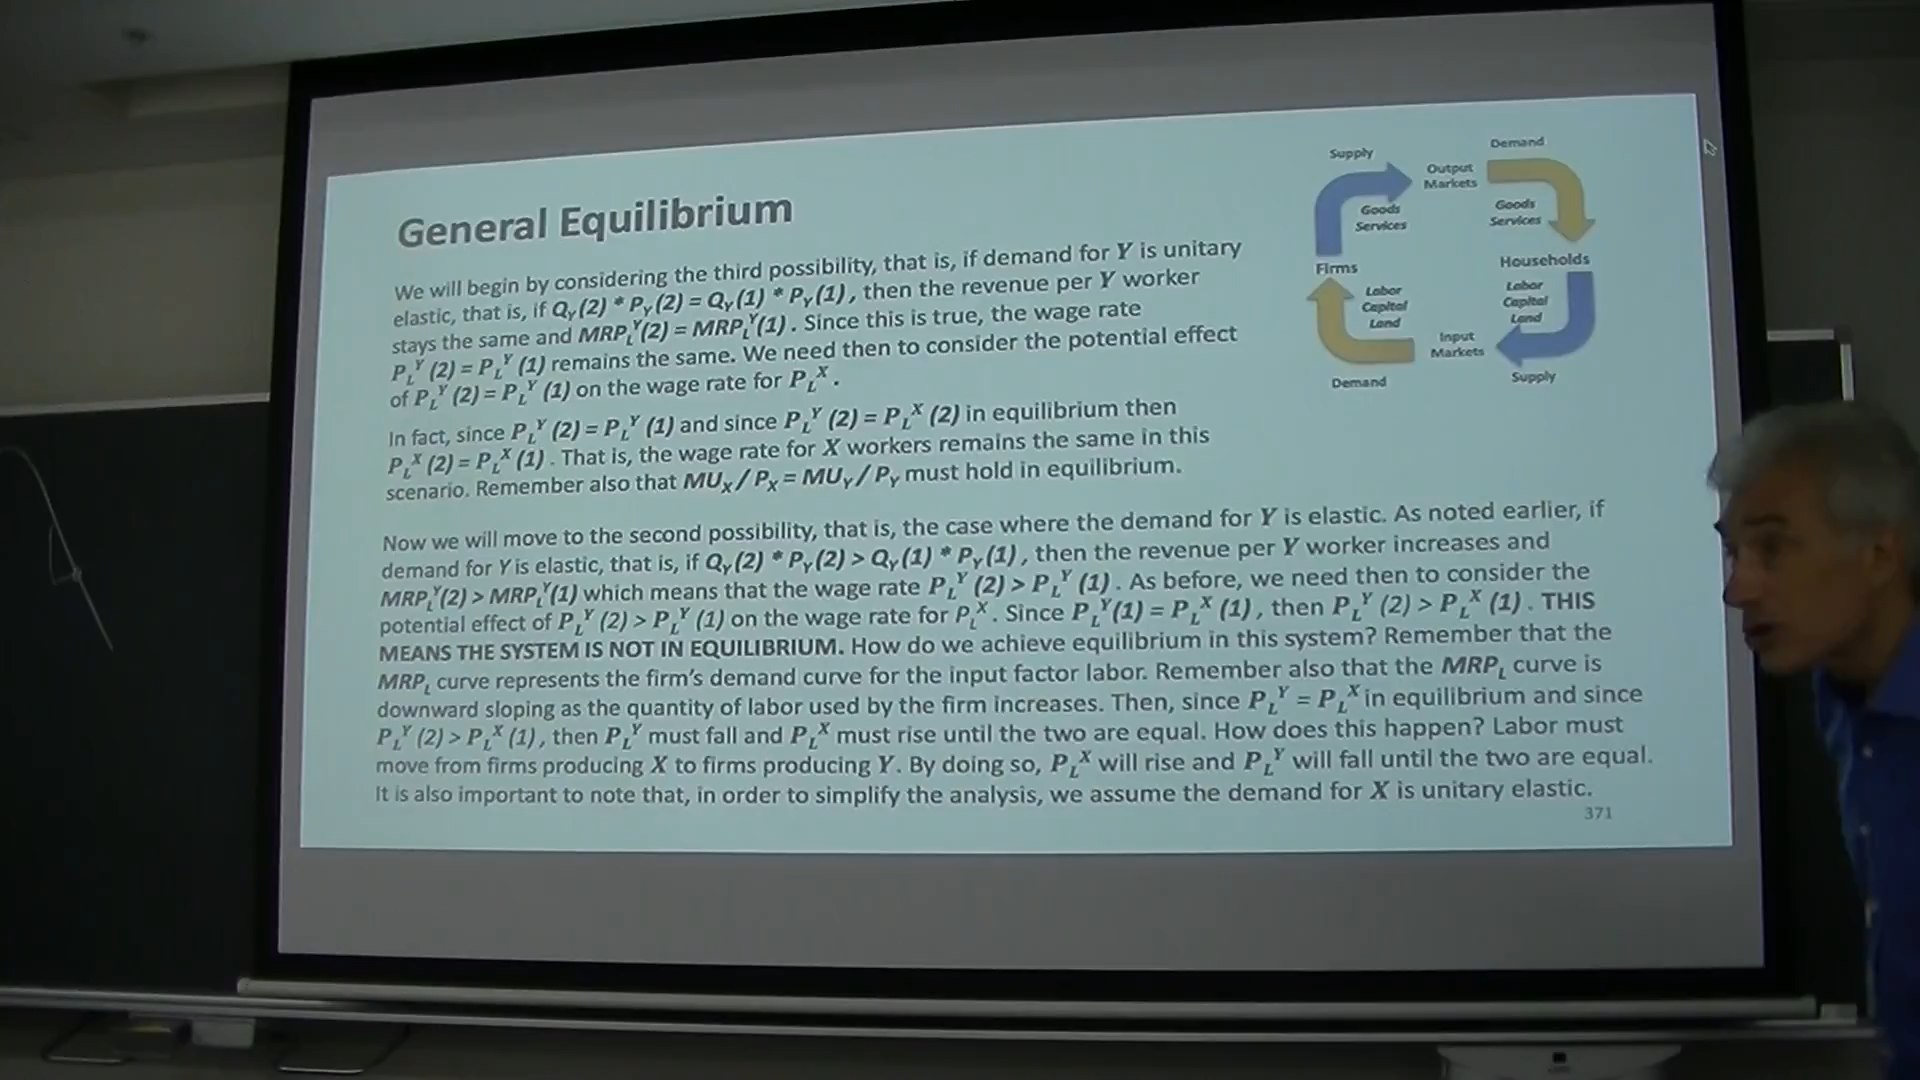 General Equilibrium
We will begin by considering the third possibility, that is, if demand for Y is unitary
elastic, that is, if Q_Y(2) * P_Y(2) = Q_Y(1) * P_Y(1), then the revenue per Y worker
stays the same and MRP_L^Y(2) = MRP_L^Y(1). Since this is true, the wage rate
P_L^Y (2) = P_L^Y (1) remains the same. We need then to consider the potential effect
of P_L^Y (2) = P_L^Y (1) on the wage rate for P_L^X.
In fact, since P_L^Y (2) = P_L^Y (1) and since P_L^Y (2) = P_L^X (2) in equilibrium then
P_L^X (2) = P_L^X (1). That is, the wage rate for X workers remains the same in this
scenario. Remember also that MU_X / P_X = MU_Y / P_Y must hold in equilibrium.
Now we will move to the second possibility, that is, the case where the demand for Y is elastic. As noted earlier, if
demand for Y is elastic, that is, if Q_Y(2) * P_Y(2) > Q_Y(1) * P_Y(1), then the revenue per Y worker increases and
MRP_L^Y(2) > MRP_L^Y(1) which means that the wage rate P_L^Y (2) > P_L^Y (1). As before, we need then to consider the
potential effect of P_L^Y (2) > P_L^Y (1) on the wage rate for P_L^X. Since P_L^Y(1) = P_L^X (1), then P_L^Y (2) > P_L^X (1). THIS
MEANS THE SYSTEM IS NOT IN EQUILIBRIUM. How do we achieve equilibrium in this system? Remember that the
MRP_L curve represents the firm's demand curve for the input factor labor. Remember also that the MRP_L curve is
downward sloping as the quantity of labor used by the firm increases. Then, since P_L^Y = P_L^X in equilibrium and since
P_L^Y (2) > P_L^X (1), then P_L^Y must fall and P_L^X must rise until the two are equal. How does this happen? Labor must
move from firms producing X to firms producing Y. By doing so, P_L^X will rise and P_L^Y will fall until the two are equal.
It is also important to note that, in order to simplify the analysis, we assume the demand for X is unitary elastic.
371
Supply
Demand
Output
Markets
Goods
Services
Goods
Services
Firms
Households
Labor
Capital
Land
Labor
Capital
Land
Input
Markets
Demand
Supply